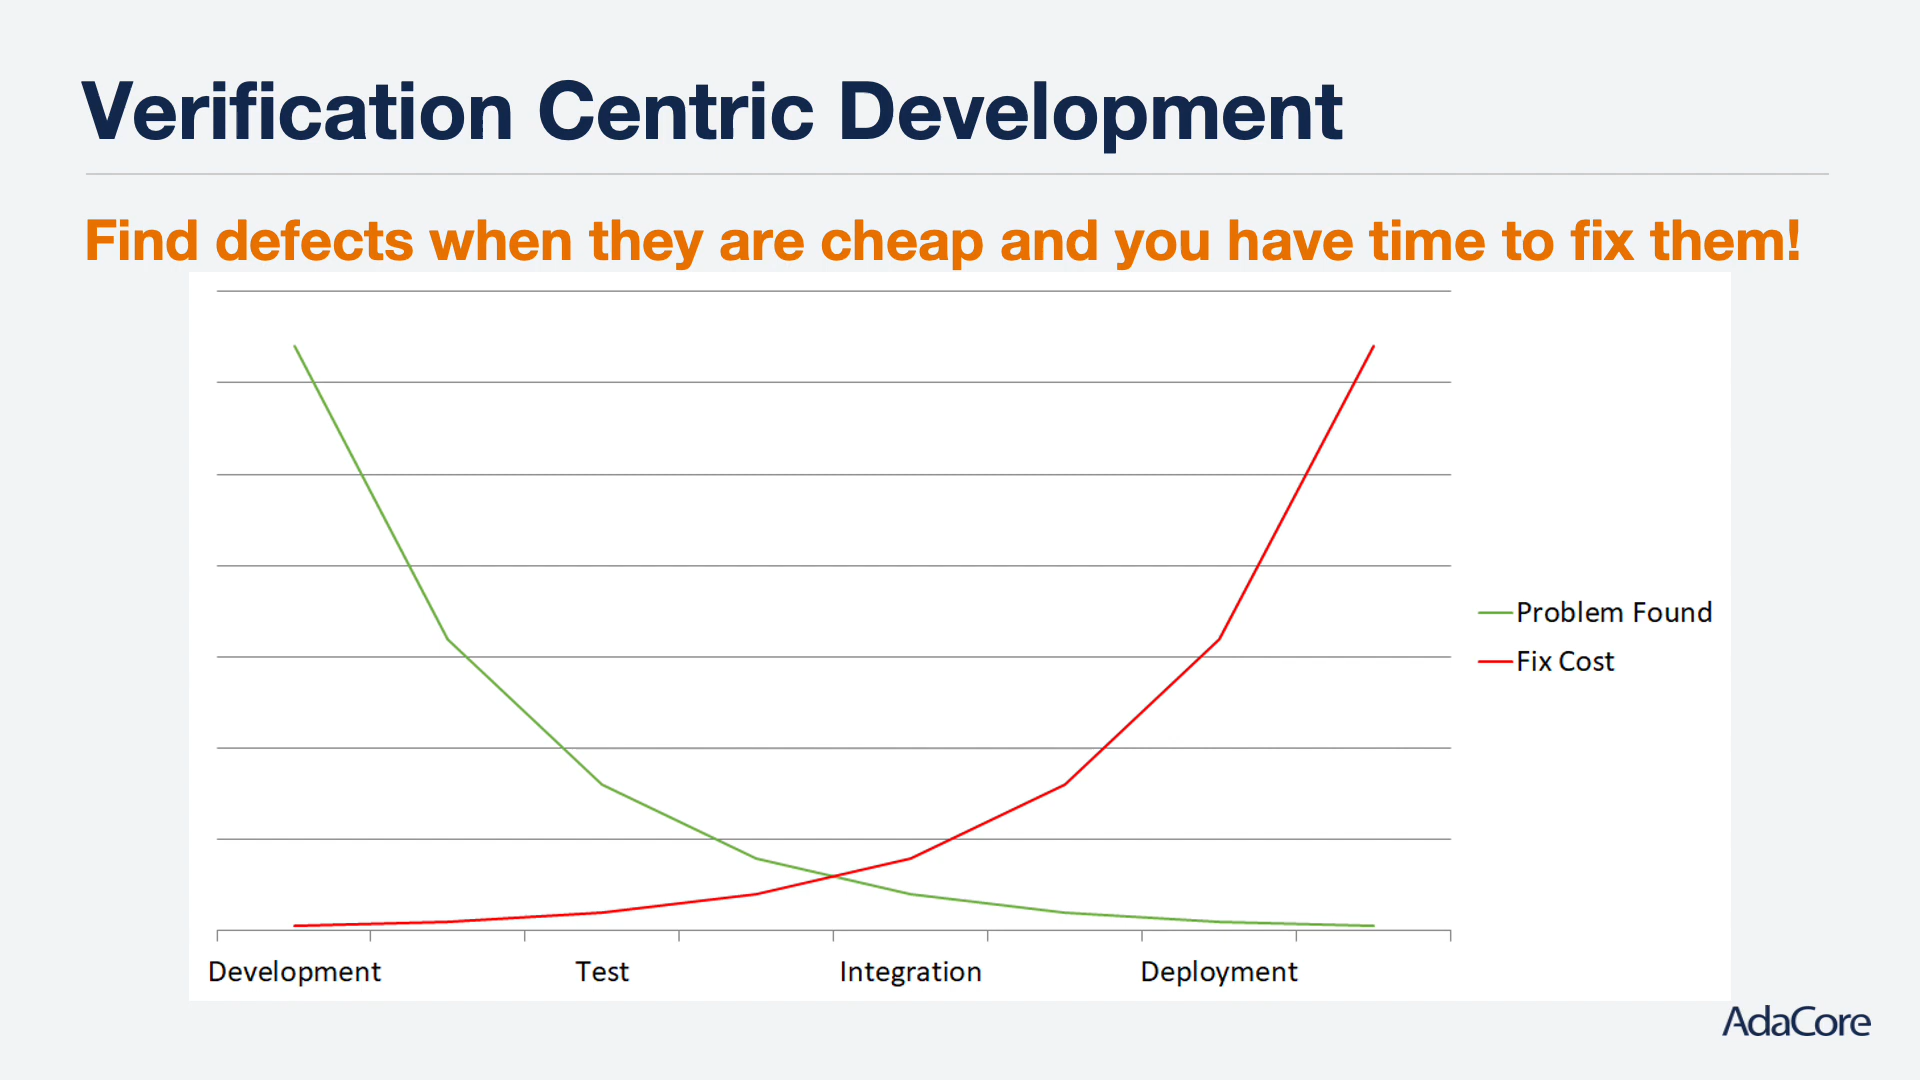 Verification Centric Development
Find defects when they are cheap and you have time to fix them!
Problem Found
Fix Cost
Development Test Integration Deployment
AdaCore